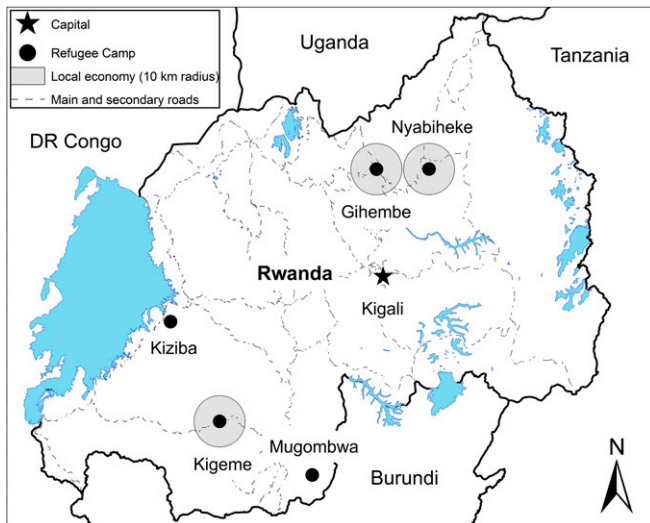 Capital
Refugee Camp
Local economy (10 km radius)
Main and secondary roads
Uganda
Tanzania
DR Congo
Nyabiheke
Gihembe
Rwanda
Kigali
Kiziba
Kigeme
Mugombwa
Burundi
N